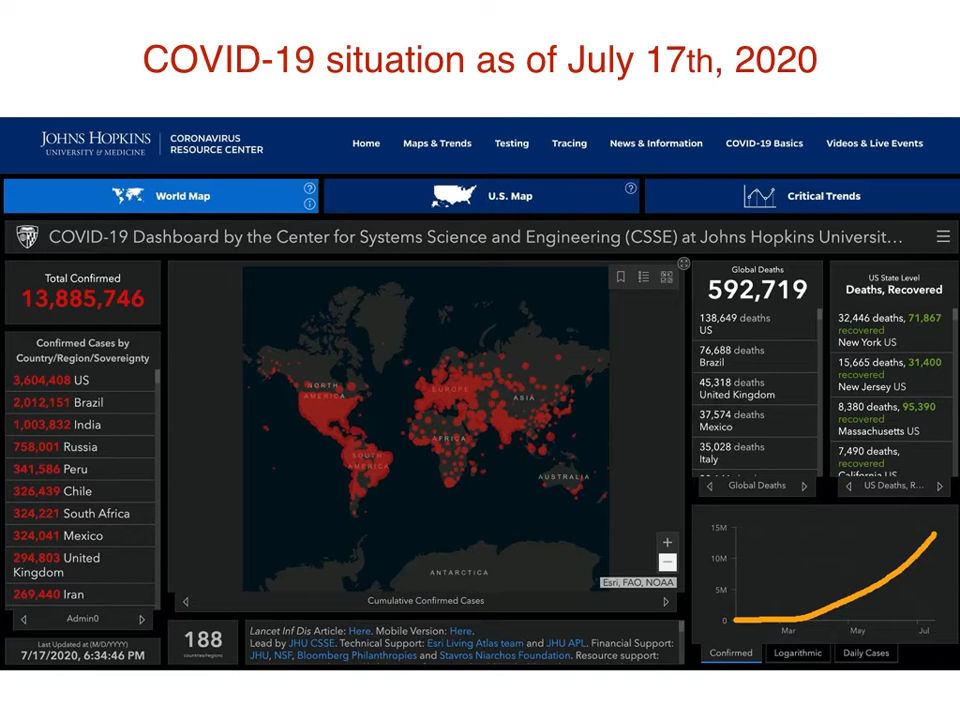 COVID-19 situation as of July 17th, 2020
JOHNS HOPKINS
UNIVERSITY & MEDICINE
CORONAVIRUS
RESOURCE CENTER
Home
Maps & Trends
Testing
Tracing
News & Information
COVID-19 Basics
Videos & Live Events
World Map
U.S. Map
Critical Trends
COVID-19 Dashboard by the Center for Systems Science and Engineering (CSSE) at Johns Hopkins Universit...
Total Confirmed
13,885,746
Confirmed Cases by
Country/Region/Sovereignty
3,604,408 US
2,012,151 Brazil
1,003,832 India
758,001 Russia
341,586 Peru
326,439 Chile
324,221 South Africa
324,041 Mexico
294,803 United
Kingdom
269,440 Iran
Admin0
Last Updated at (M/D/YYYY)
7/17/2020, 6:34:46 PM
NORTH
AMERICA
SOUTH
AMERICA
EUROPE
AFRICA
ASIA
AUSTRALIA
ANTARCTICA
Esri, FAO, NOAA
Cumulative Confirmed Cases
188
countries/regions
Lancet Inf Dis Article: Here. Mobile Version: Here.
Lead by JHU CSSE. Technical Support: Esri Living Atlas team and JHU APL. Financial Support:
JHU, NSF, Bloomberg Philanthropies and Stavros Niarchos Foundation. Resource support:
Global Deaths
592,719
138,649 deaths
US
76,688 deaths
Brazil
45,318 deaths
United Kingdom
37,574 deaths
Mexico
35,028 deaths
Italy
Global Deaths
US State Level
Deaths, Recovered
32,446 deaths, 71,867
recovered
New York US
15,665 deaths, 31,400
recovered
New Jersey US
8,380 deaths, 95,390
recovered
Massachusetts US
7,490 deaths,
recovered
California US
US Deaths, R...
15M
10M
5M
0
Mar
May
Jul
Confirmed
Logarithmic
Daily Cases